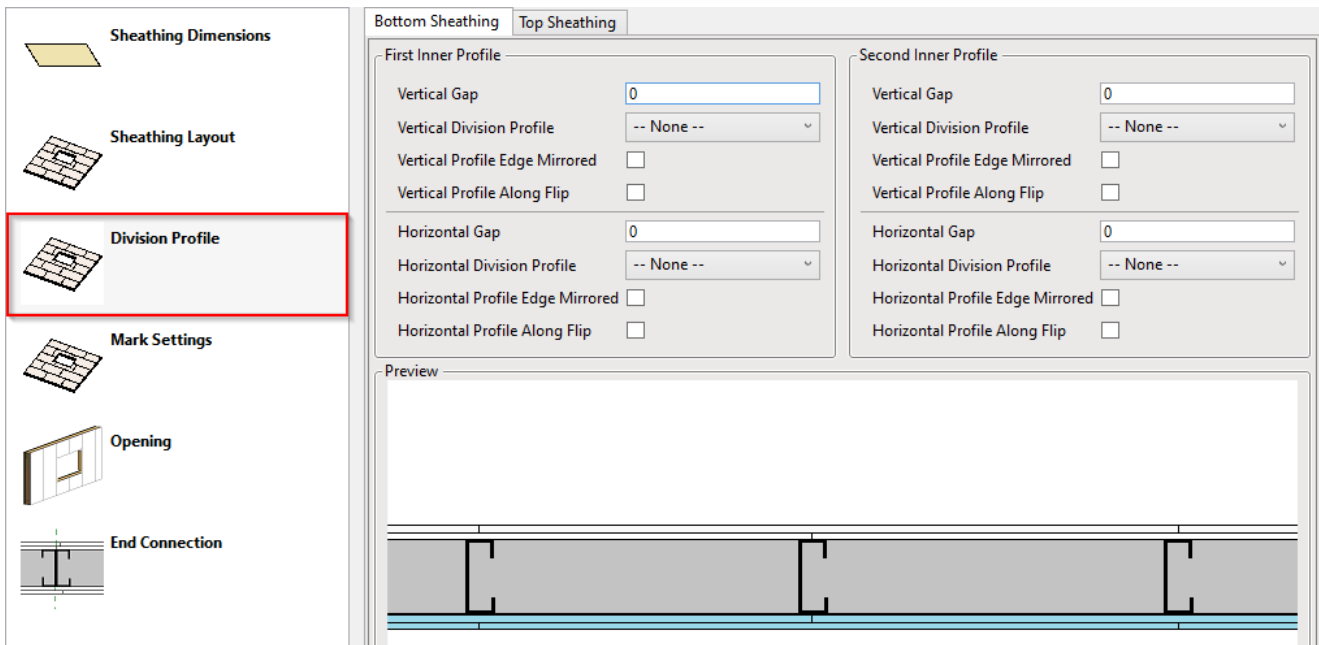 Sheathing Dimensions
Sheathing Layout
Division Profile
Mark Settings
Opening
End Connection
Bottom Sheathing
Top Sheathing
First Inner Profile
Vertical Gap
0
Vertical Division Profile
-- None --
Vertical Profile Edge Mirrored
Vertical Profile Along Flip
Horizontal Gap
0
Horizontal Division Profile
-- None --
Horizontal Profile Edge Mirrored
Horizontal Profile Along Flip
Second Inner Profile
Vertical Gap
0
Vertical Division Profile
-- None --
Vertical Profile Edge Mirrored
Vertical Profile Along Flip
Horizontal Gap
0
Horizontal Division Profile
-- None --
Horizontal Profile Edge Mirrored
Horizontal Profile Along Flip
Preview